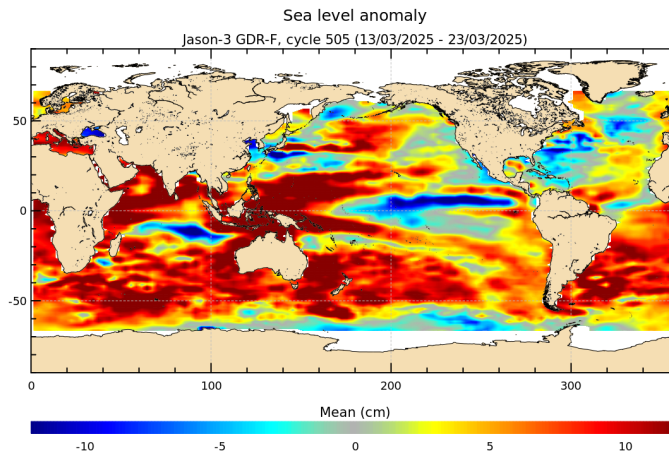 Sea level anomaly
Jason-3 GDR-F, cycle 505 (13/03/2025 - 23/03/2025)
50
0
-50
0 100 200 300
Mean (cm)
-10 -5 0 5 10